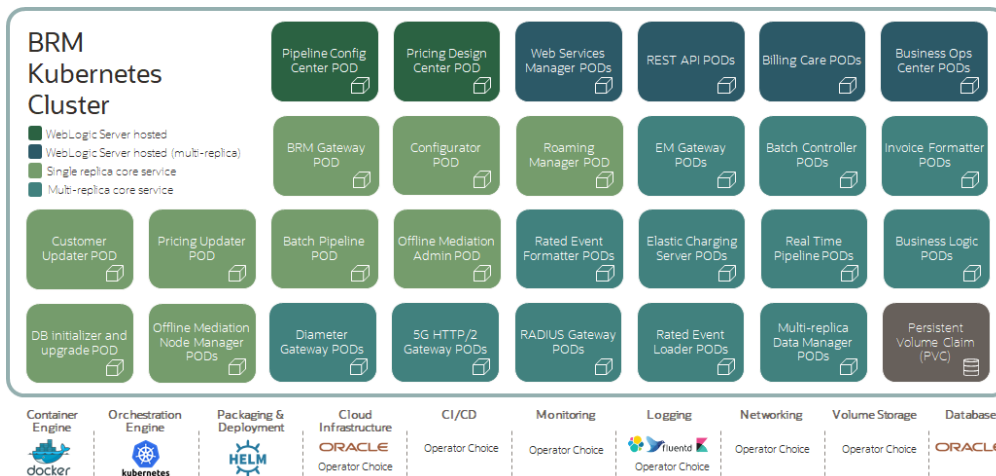 BRM
Kubernetes
Cluster
WebLogic Server hosted
WebLogic Server hosted (multi-replica)
Single replica core service
Multi-replica core service
Pipeline Config
Center POD
Pricing Design
Center POD
Web Services
Manager PODs
REST API PODs
Billing Care PODs
Business Ops
Center PODs
BRM Gateway
POD
Configurator
POD
Roaming
Manager POD
EM Gateway
PODs
Batch Controller
PODs
Invoice Formatter
PODs
Customer
Updater POD
Pricing Updater
POD
Batch Pipeline
POD
Offline Mediation
Admin POD
Rated Event
Formatter PODs
Elastic Charging
Server PODs
Real Time
Pipeline PODs
Business Logic
PODs
DB Initializer and
upgrade POD
Offline Mediation
Node Manager
PODs
Diameter
Gateway PODs
5G HTTP/2
Gateway PODs
RADIUS Gateway
PODs
Rated Event
Loader PODs
Multi-replica
Data Manager
PODs
Persistent
Volume Claim
(PVC)
Container
Engine
docker
Orchestration
Engine
kubernetes
Packaging &
Deployment
HELM
Cloud
Infrastructure
ORACLE
Operator Choice
CI/CD
Operator Choice
Monitoring
Operator Choice
Logging
fluentd
Operator Choice
Networking
Operator Choice
Volume Storage
Operator Choice
Database
ORACLE